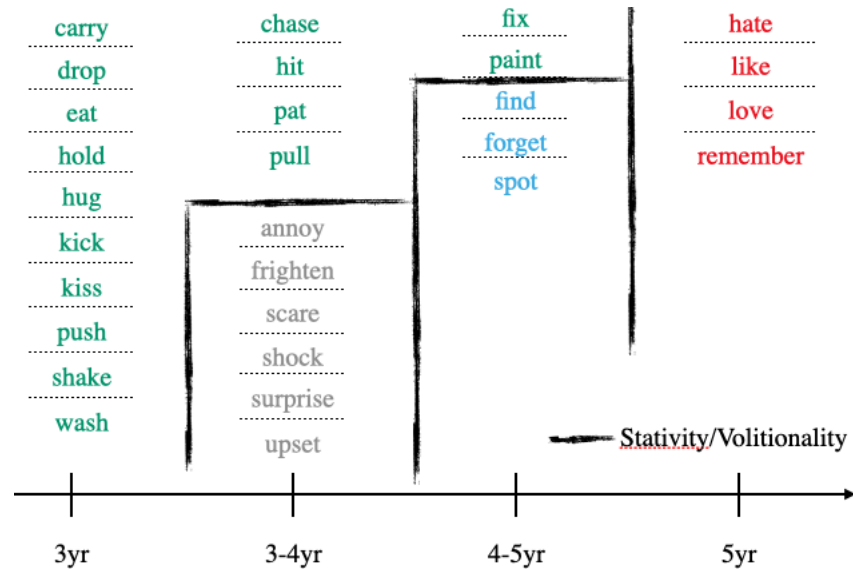 carry
drop
eat
hold
hug
kick
kiss
push
shake
wash
chase
hit
pat
pull
annoy
frighten
scare
shock
surprise
upset
fix
paint
find
forget
spot
hate
like
love
remember
Stativity/Volitionality
3yr
3-4yr
4-5yr
5yr